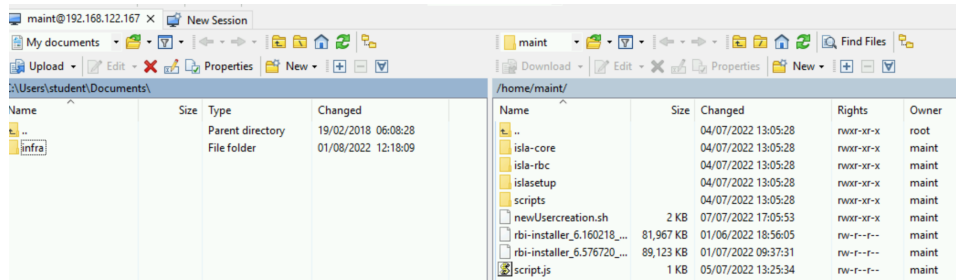 maint@192.168.122.167 × New Session
My documents
maint Find Files
Upload Edit Properties New
Download Edit Properties New
C:\Users\student\Documents\
/home/maint/
Name Size Type Changed
Name Size Changed Rights Owner
.. Parent directory 19/02/2018 06:08:28
.. 04/07/2022 13:05:28 rwxr-xr-x root
infra File folder 01/08/2022 12:18:09
isla-core 04/07/2022 13:05:28 rwxr-xr-x maint
isla-rbc 04/07/2022 13:05:28 rwxr-xr-x maint
islasetup 04/07/2022 13:05:28 rwxr-xr-x maint
scripts 04/07/2022 13:05:28 rwxr-xr-x maint
newUsercreation.sh 2 KB 07/07/2022 17:05:53 rwxr-xr-x maint
rbi-installer_6.160218_... 81,967 KB 01/06/2022 18:56:05 rw-r--r-- maint
rbi-installer_6.576720_... 89,123 KB 01/07/2022 09:37:31 rw-r--r-- maint
script.js 1 KB 05/07/2022 13:25:34 rw-r--r-- maint